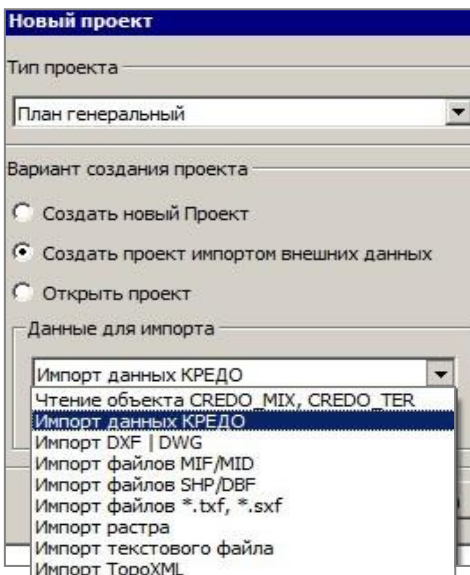 Новый проект
Тип проекта
План генеральный
Вариант создания проекта
Создать новый Проект
Создать проект импортом внешних данных
Открыть проект
Данные для импорта
Импорт данных КРЕДО
Чтение объекта CREDO_MIX, CREDO_TER
Импорт данных КРЕДО
Импорт DXF | DWG
Импорт файлов MIF/MID
Импорт файлов SHP/DBF
Импорт файлов *.txf, *.sxf
Импорт растра
Импорт текстового файла
Импорт TopoXML